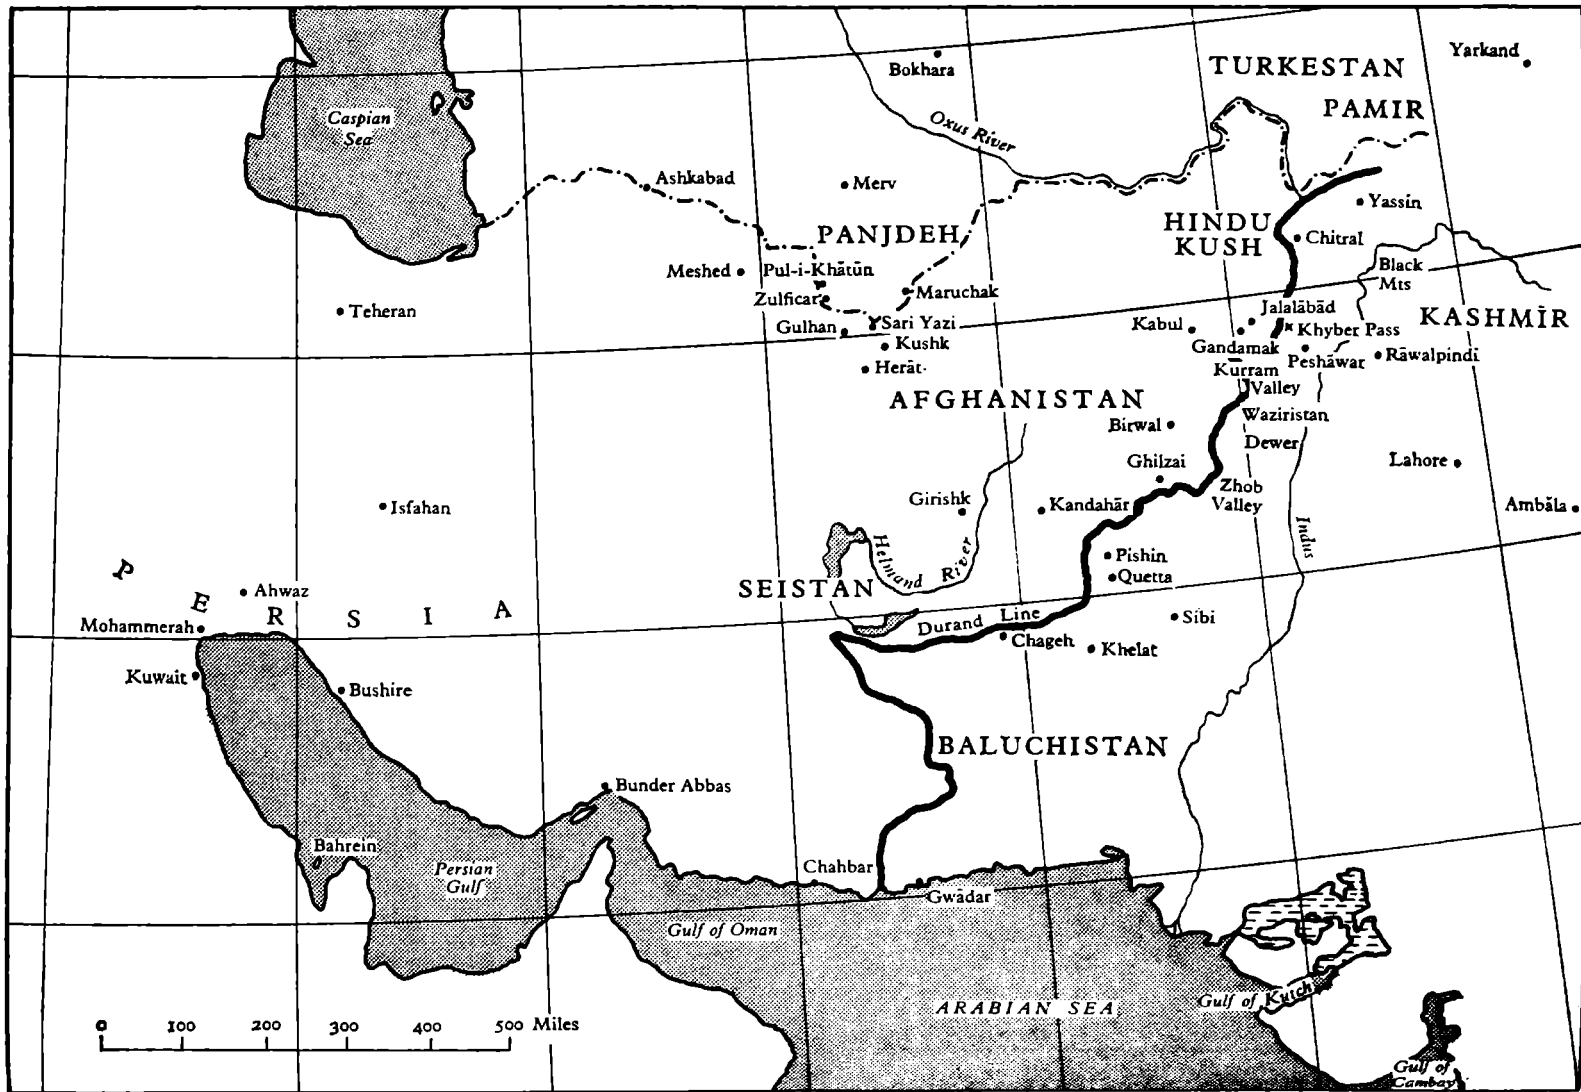 TURKESTAN
Yarkand
Bokhara
PAMIR
Caspian
Sea
Oxus River
Ashkabad
Merv
Yassin
HINDU
KUSH
PANJDEH
Chitral
Meshed
Pul-i-Khātūn
Black
Mts
Zulficar
Maruchak
Teheran
Jalalābād
KASHMĪR
Gulhan
Sari Yazi
Kabul
Khyber Pass
Kushk
Gandamak
Peshāwar
Rāwalpindi
Herāt
Kurram
Valley
AFGHANISTAN
Waziristan
Birwal
Dewer
Ghilzai
Lahore
Isfahan
Girishk
Kandahār
Zhob
Valley
Ambāla
Indus
Helmand River
Pishin
Quetta
SEISTAN
PERSIA
Ahwaz
Mohammerah
Durand Line
Sibi
Chageh
Khelat
Kuwait
Bushire
BALUCHISTAN
Bunder Abbas
Bahrein
Persian
Gulf
Chahbar
Gwādar
Gulf of Oman
ARABIAN SEA
Gulf of Kutch
0 100 200 300 400 500 Miles
Gulf of
Cambay